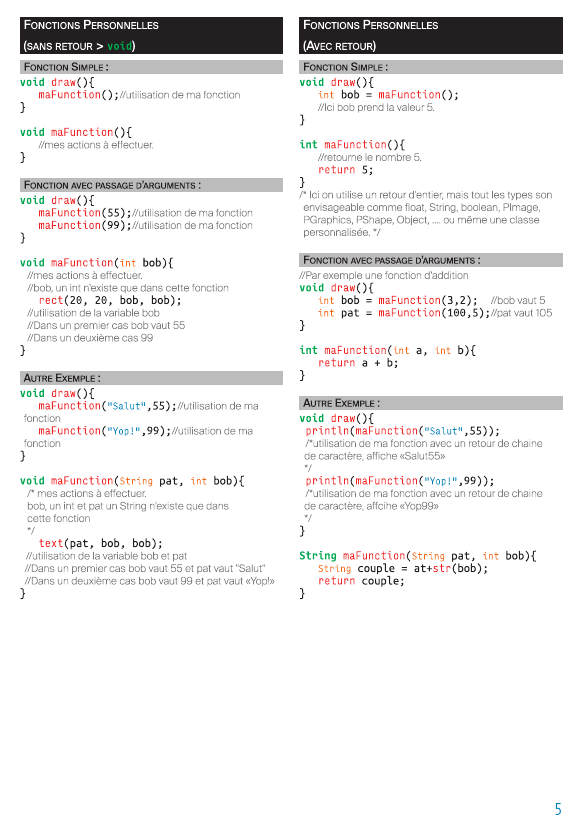 Fonctions Personnelles
(sans retour > void)
Fonction Simple :
void draw(){
maFunction();//utilisation de ma fonction
}
void maFunction(){
//mes actions à effectuer.
}
Fonction avec passage d'arguments :
void draw(){
maFunction(55);//utilisation de ma fonction
maFunction(99);//utilisation de ma fonction
}
void maFunction(int bob){
//mes actions à effectuer.
//bob, un int n'existe que dans cette fonction
rect(20, 20, bob, bob);
//utilisation de la variable bob
//Dans un premier cas bob vaut 55
//Dans un deuxième cas 99
}
Autre Exemple :
void draw(){
maFunction("Salut",55);//utilisation de ma
fonction
maFunction("Yop!",99);//utilisation de ma
fonction
}
void maFunction(String pat, int bob){
/* mes actions à effectuer.
bob, un int et pat un String n'existe que dans
cette fonction
*/
text(pat, bob, bob);
//utilisation de la variable bob et pat
//Dans un premier cas bob vaut 55 et pat vaut "Salut"
//Dans un deuxième cas bob vaut 99 et pat vaut «Yop!»
}
Fonctions Personnelles
(Avec retour)
Fonction Simple :
void draw(){
int bob = maFunction();
//Ici bob prend la valeur 5.
}
int maFunction(){
//retourne le nombre 5.
return 5;
}
/* Ici on utilise un retour d'entier, mais tout les types son
envisageable comme float, String, boolean, PImage,
PGraphics, PShape, Object, .... ou même une classe
personnalisée. */
Fonction avec passage d'arguments :
//Par exemple une fonction d'addition
void draw(){
int bob = maFunction(3,2); //bob vaut 5
int pat = maFunction(100,5);//pat vaut 105
}
int maFunction(int a, int b){
return a + b;
}
Autre Exemple :
void draw(){
println(maFunction("Salut",55));
/*utilisation de ma fonction avec un retour de chaine
de caractère, affiche «Salut55»
*/
println(maFunction("Yop!",99));
/*utilisation de ma fonction avec un retour de chaine
de caractère, affcihe «Yop99»
*/
}
String maFunction(String pat, int bob){
String couple = at+str(bob);
return couple;
}
5